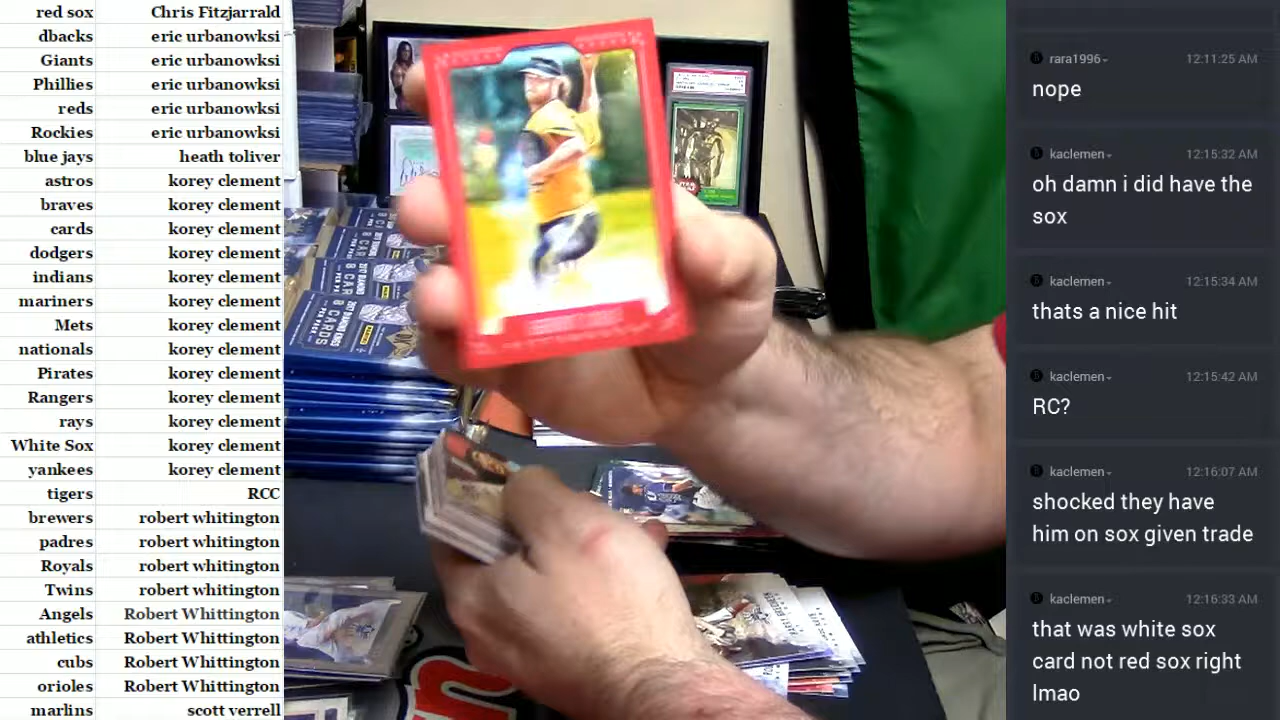 red sox Chris Fitzjarrald
dbacks eric urbanowksi
Giants eric urbanowksi
Phillies eric urbanowksi
reds eric urbanowksi
Rockies eric urbanowksi
blue jays heath toliver
astros korey clement
braves korey clement
cards korey clement
dodgers korey clement
indians korey clement
mariners korey clement
Mets korey clement
nationals korey clement
Pirates korey clement
Rangers korey clement
rays korey clement
White Sox korey clement
yankees korey clement
tigers RCC
brewers robert whitington
padres robert whitington
Royals robert whitington
Twins robert whitington
Angels Robert Whittington
athletics Robert Whittington
cubs Robert Whittington
orioles Robert Whittington
marlins scott verrell
8 CARDS
rara1996 12:11:25 AM
nope
kaclemen 12:15:32 AM
oh damn i did have the
sox
kaclemen 12:15:34 AM
thats a nice hit
kaclemen 12:15:42 AM
RC?
kaclemen 12:16:07 AM
shocked they have
him on sox given trade
kaclemen 12:16:33 AM
that was white sox
card not red sox right
lmao